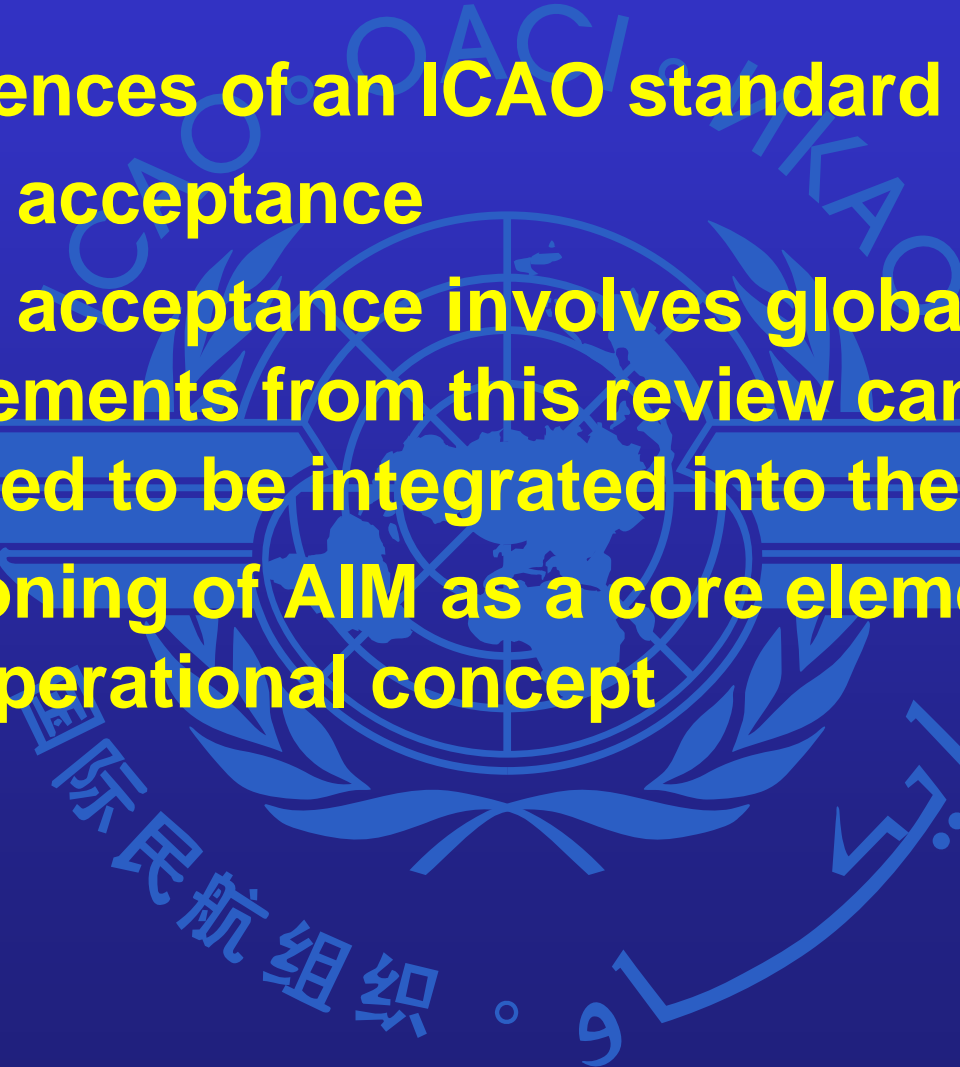 ences of an ICAO standard
acceptance
acceptance involves globa
ements from this review can
ed to be integrated into the
oning of AIM as a core eleme
perational concept
ICAO ◦ OACI ◦ ИКАО
国际民航组织 ◦ إيكاو